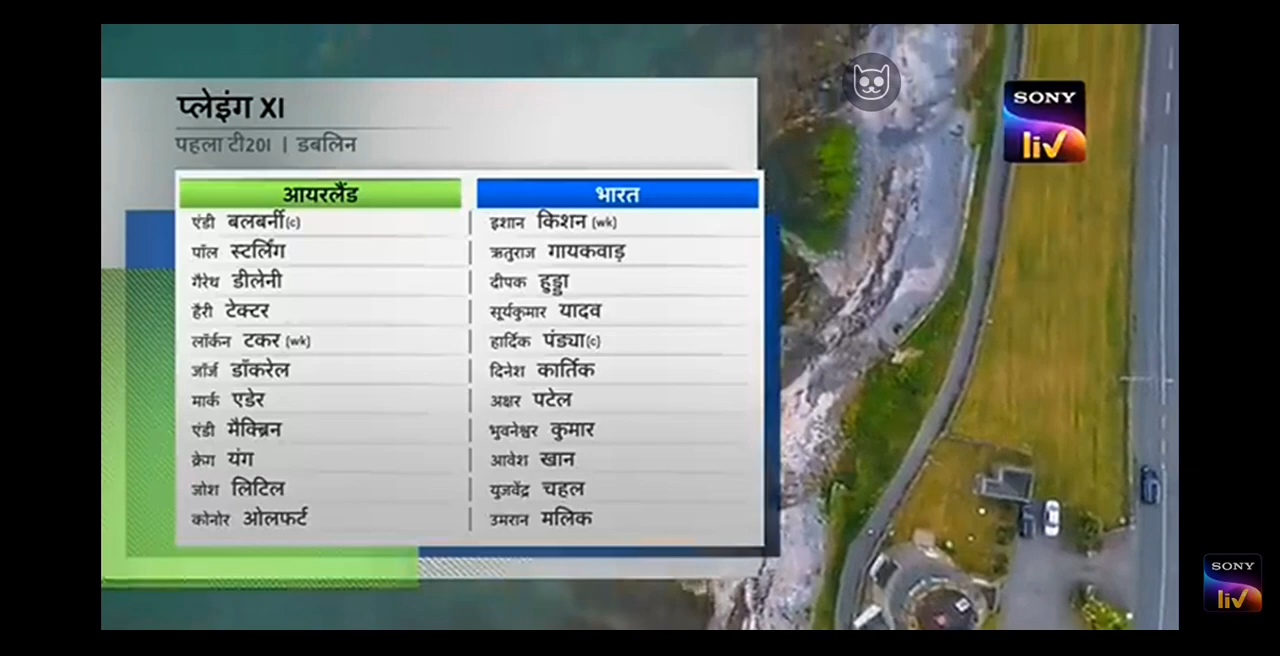 प्लेइंग XI
पहला टी20I | डबलिन
SONY
liv
आयरलैंड भारत
एंडी बलबर्नी (c) इशान किशन (wk)
पॉल स्टर्लिंग ऋतुराज गायकवाड़
गैरेथ डीलेनी दीपक हुड्डा
हैरी टेक्टर सूर्यकुमार यादव
लॉर्कन टकर (wk) हार्दिक पंड्या (c)
जॉर्ज डॉकरेल दिनेश कार्तिक
मार्क एडेर अक्षर पटेल
एंडी मैक्ब्रिन भुवनेश्वर कुमार
क्रेग यंग आवेश खान
जोश लिटिल युजवेंद्र चहल
कोनोर ओलफर्ट उमरान मलिक
SONY
liv